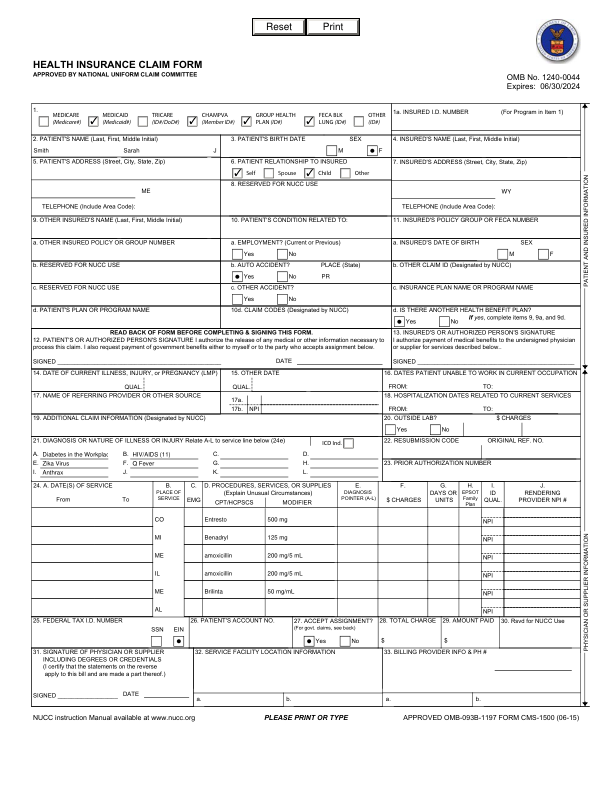 Reset Print
HEALTH INSURANCE CLAIM FORM
APPROVED BY NATIONAL UNIFORM CLAIM COMMITTEE
OMB No. 1240-0044
Expires: 06/30/2024
1.
MEDICARE MEDICAID TRICARE CHAMPVA GROUP HEALTH FECA BLK OTHER
(Medicare#) (Medicaid#) (ID#/DoD#) (Member ID#) PLAN (ID#) LUNG (ID#) (ID#)
1a. INSURED I.D. NUMBER (For Program in Item 1)
2. PATIENT'S NAME (Last, First, Middle Initial)
Smith Sarah J
3. PATIENT'S BIRTH DATE SEX
M F
4. INSURED'S NAME (Last, First, Middle Initial)
5. PATIENT'S ADDRESS (Street, City, State, Zip)
ME
TELEPHONE (Include Area Code):
6. PATIENT RELATIONSHIP TO INSURED
Self Spouse Child Other
7. INSURED'S ADDRESS (Street, City, State, Zip)
WY
TELEPHONE (Include Area Code):
8. RESERVED FOR NUCC USE
9. OTHER INSURED'S NAME (Last, First, Middle Initial)
10. PATIENT'S CONDITION RELATED TO:
11. INSURED'S POLICY GROUP OR FECA NUMBER
a. OTHER INSURED POLICY OR GROUP NUMBER
a. EMPLOYMENT? (Current or Previous)
Yes No
a. INSURED'S DATE OF BIRTH SEX
M F
b. RESERVED FOR NUCC USE
b. AUTO ACCIDENT? PLACE (State)
Yes No PR
b. OTHER CLAIM ID (Designated by NUCC)
c. RESERVED FOR NUCC USE
c. OTHER ACCIDENT?
Yes No
c. INSURANCE PLAN NAME OR PROGRAM NAME
d. PATIENT'S PLAN OR PROGRAM NAME
10d. CLAIM CODES (Designated by NUCC)
d. IS THERE ANOTHER HEALTH BENEFIT PLAN?
Yes No If yes, complete items 9, 9a, and 9d.
PATIENT AND INSURED INFORMATION
READ BACK OF FORM BEFORE COMPLETING & SIGNING THIS FORM.
12. PATIENT'S OR AUTHORIZED PERSON'S SIGNATURE I authorize the release of any medical or other information necessary to
process this claim. I also request payment of government benefits either to myself or to the party who accepts assignment below.
SIGNED DATE
13. INSURED'S OR AUTHORIZED PERSON'S SIGNATURE
I authorize payment of medical benefits to the undersigned physician
or supplier for services described below..
SIGNED
14. DATE OF CURRENT ILLNESS, INJURY, or PREGNANCY (LMP)
QUAL.
15. OTHER DATE
QUAL.
16. DATES PATIENT UNABLE TO WORK IN CURRENT OCCUPATION
FROM: TO:
17. NAME OF REFERRING PROVIDER OR OTHER SOURCE
17a.
17b. NPI
18. HOSPITALIZATION DATES RELATED TO CURRENT SERVICES
FROM: TO:
19. ADDITIONAL CLAIM INFORMATION (Designated by NUCC)
20. OUTSIDE LAB? $ CHARGES
Yes No
21. DIAGNOSIS OR NATURE OF ILLNESS OR INJURY Relate A-L to service line below (24e) ICD Ind.
A. Diabetes in the Workplac B. HIV/AIDS (11) C. D.
E. Zika Virus F. Q Fever G. H.
I. Anthrax J. K. L.
22. RESUBMISSION CODE ORIGINAL REF. NO.
23. PRIOR AUTHORIZATION NUMBER
24. A. DATE(S) OF SERVICE
From To
B. PLACE OF SERVICE
C. EMG
D. PROCEDURES, SERVICES, OR SUPPLIES
(Explain Unusual Circumstances)
CPT/HCPSCS MODIFIER
E. DIAGNOSIS POINTER (A-L)
F. $ CHARGES
G. DAYS OR UNITS
H. EPSOT Family Plan
I. ID QUAL.
J. RENDERING PROVIDER NPI #
CO Entresto 500 mg NPI
MI Benadryl 125 mg NPI
ME amoxicillin 200 mg/5 mL NPI
IL amoxicillin 200 mg/5 mL NPI
ME Brilinta 50 mg/mL NPI
AL NPI
PHYSICIAN OR SUPPLIER INFORMATION
25. FEDERAL TAX I.D. NUMBER
SSN EIN
26. PATIENT'S ACCOUNT NO.
27. ACCEPT ASSIGNMENT?
(For govt. claims, see back)
Yes No
28. TOTAL CHARGE
$
29. AMOUNT PAID
$
30. Rsvd for NUCC Use
31. SIGNATURE OF PHYSICIAN OR SUPPLIER
INCLUDING DEGREES OR CREDENTIALS
(I certify that the statements on the reverse
apply to this bill and are made a part thereof.)
SIGNED DATE
32. SERVICE FACILITY LOCATION INFORMATION
a. b.
33. BILLING PROVIDER INFO & PH #
a. b.
NUCC instruction Manual available at www.nucc.org PLEASE PRINT OR TYPE APPROVED OMB-093B-1197 FORM CMS-1500 (06-15)